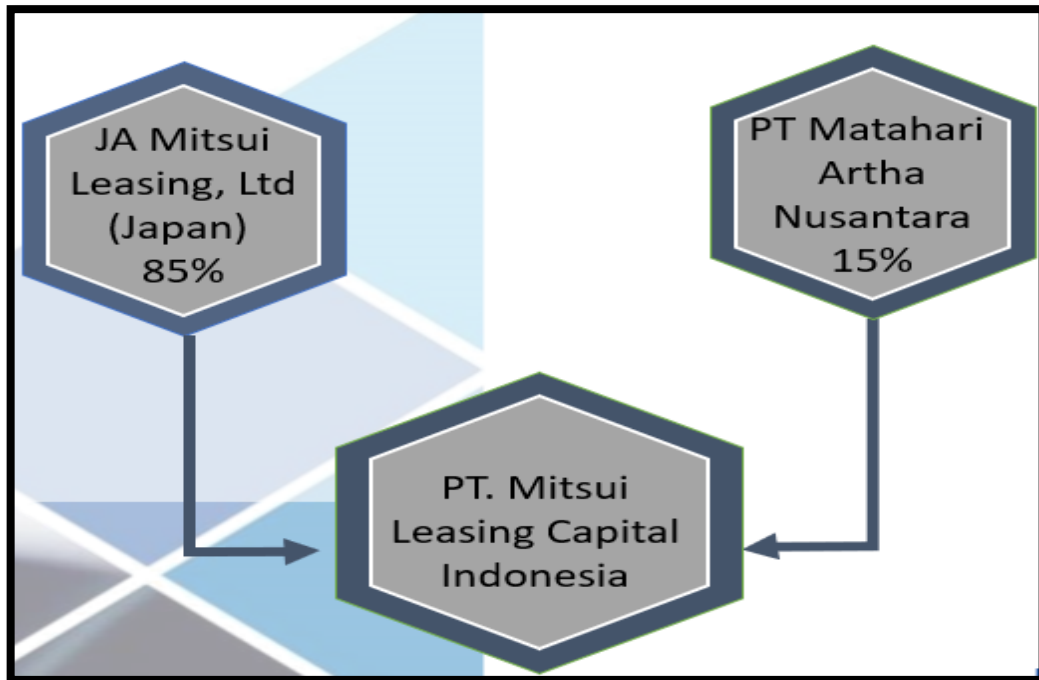 JA Mitsui
Leasing, Ltd
(Japan)
85%
PT Matahari
Artha
Nusantara
15%
PT. Mitsui
Leasing Capital
Indonesia